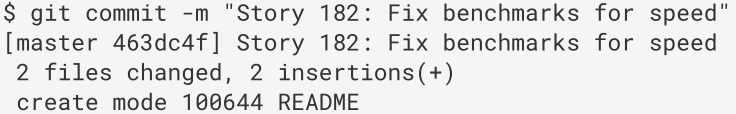 $ git commit -m "Story 182: Fix benchmarks for speed"
[master 463dc4f] Story 182: Fix benchmarks for speed
 2 files changed, 2 insertions(+)
 create mode 100644 README